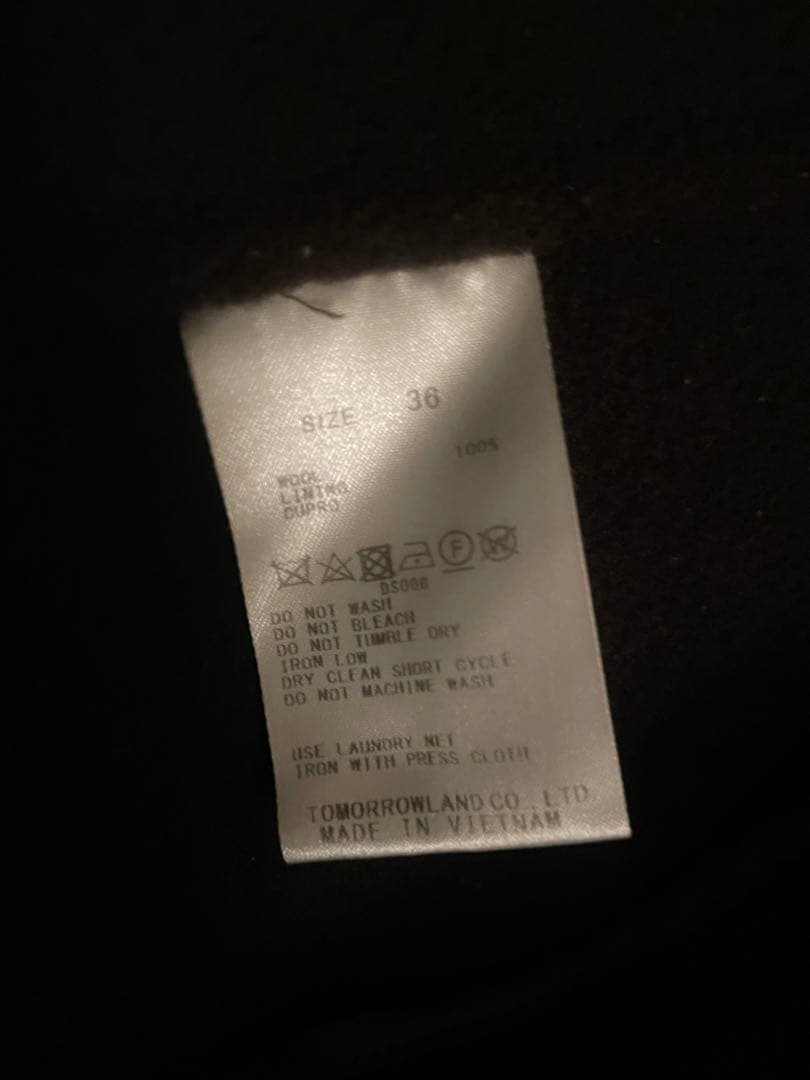 SIZE 36
100%
WOOL
LINING
CUPRO
F W
DS006
DO NOT WASH
DO NOT BLEACH
DO NOT TUMBLE DRY
IRON LOW
DRY CLEAN SHORT CYCLE
DO NOT MACHINE WASH
USE LAUNDRY NET
IRON WITH PRESS CLOTH
TOMORROWLAND CO.,LTD
MADE IN VIETNAM